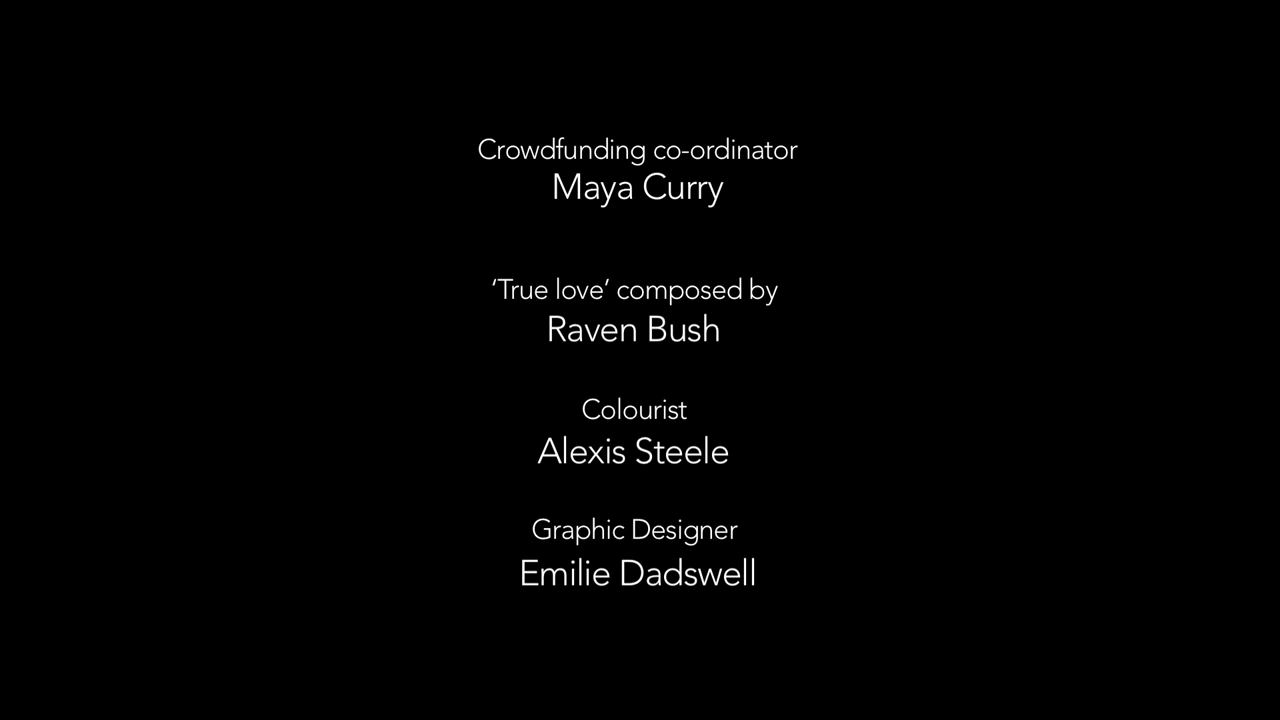 Crowdfunding co-ordinator
Maya Curry
‘True love’ composed by
Raven Bush
Colourist
Alexis Steele
Graphic Designer
Emilie Dadswell